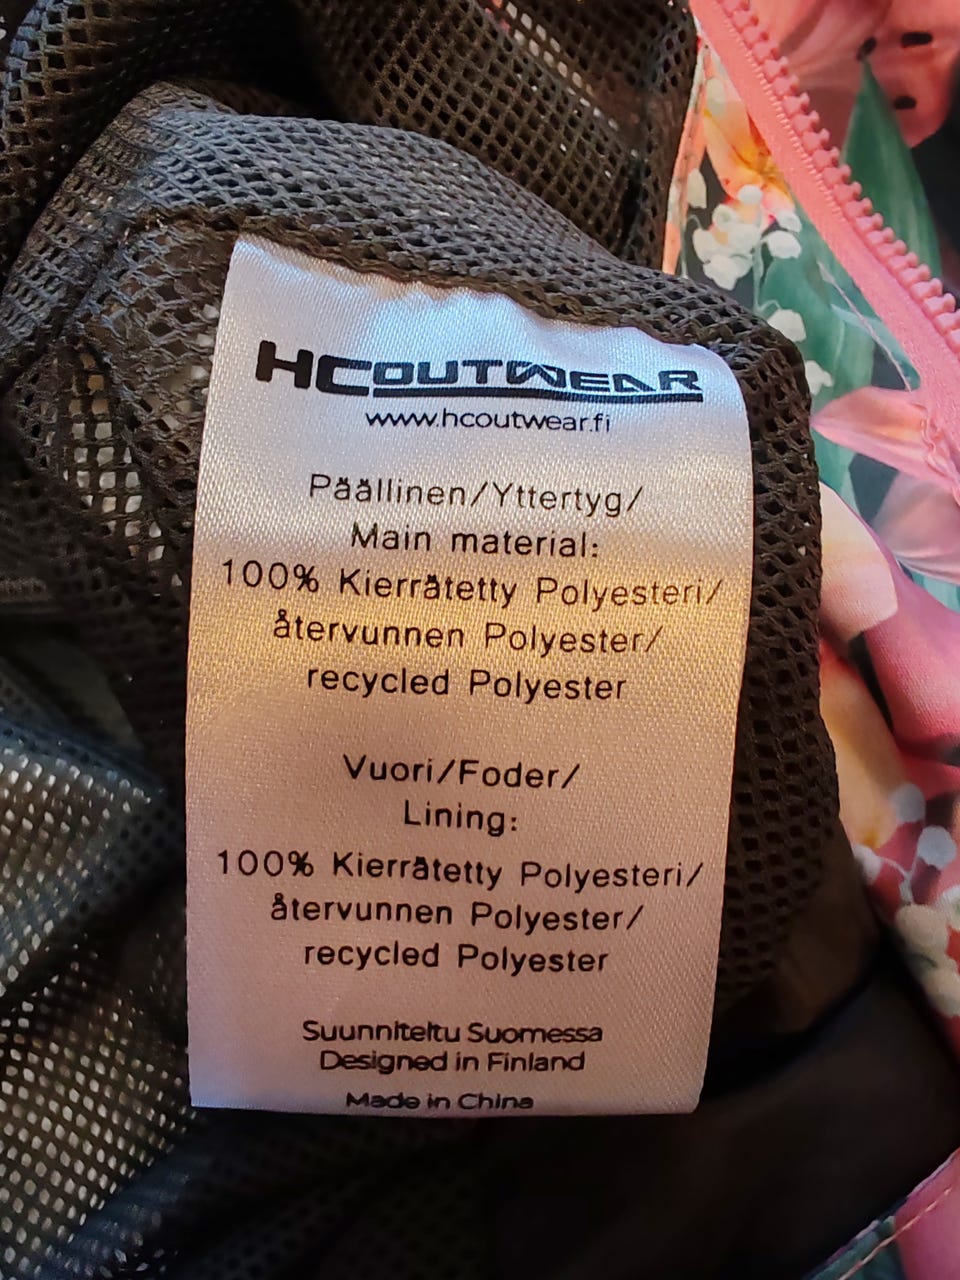 HCOUTWEAR
www.hcoutwear.fi
Päällinen/Yttertyg/
Main material:
100% Kierrätetty Polyesteri/
återvunnen Polyester/
recycled Polyester
Vuori/Foder/
Lining:
100% Kierrätetty Polyesteri/
återvunnen Polyester/
recycled Polyester
Suunniteltu Suomessa
Designed in Finland
Made in China